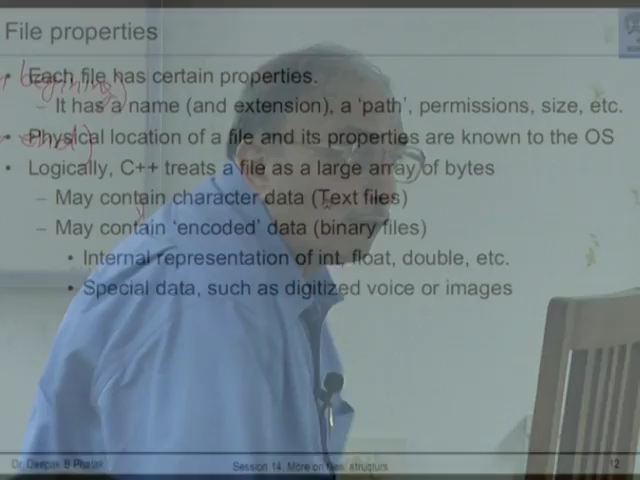 File properties
• Each file has certain properties.
– It has a name (and extension), a ‘path’, permissions, size, etc.
• Physical location of a file and its properties are known to the OS
• Logically, C++ treats a file as a large array of bytes
– May contain character data (Text files)
– May contain ‘encoded’ data (binary files)
• Internal representation of int, float, double, etc.
• Special data, such as digitized voice or images
Dr. Deepak B Phatak Session 14, More on files, 12